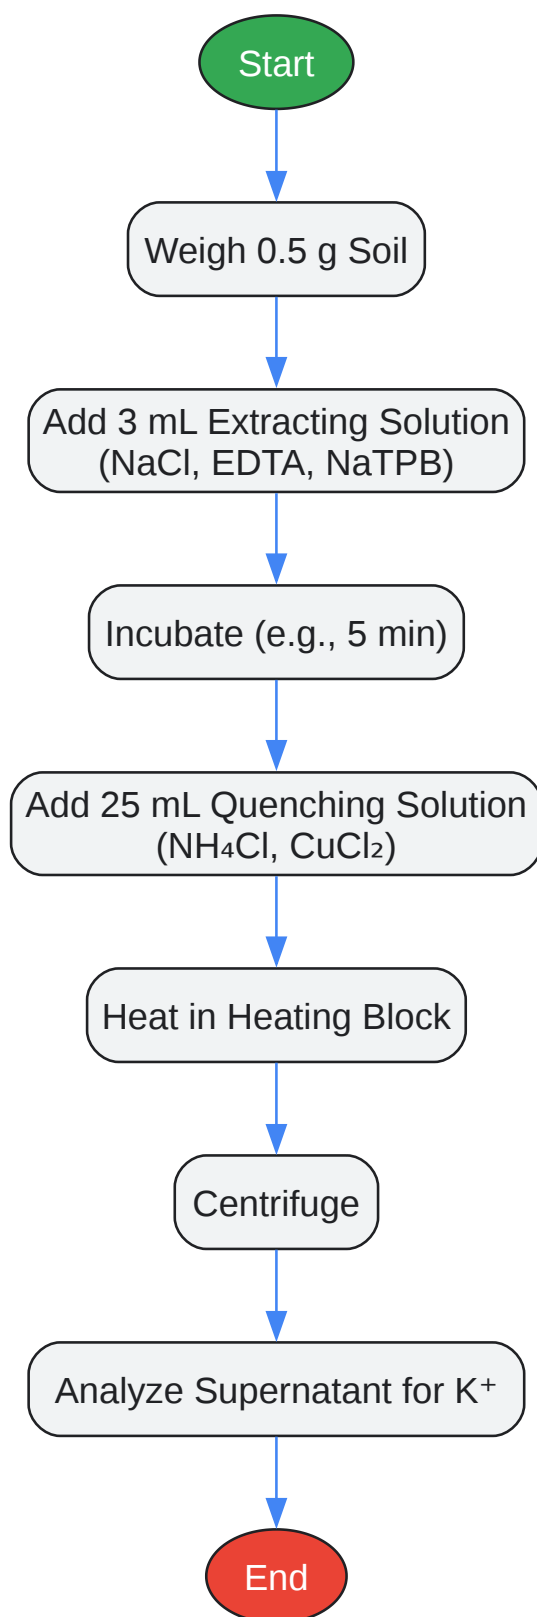 Start
Weigh 0.5 g Soil
Add 3 mL Extracting Solution
(NaCl, EDTA, NaTPB)
Incubate (e.g., 5 min)
Add 25 mL Quenching Solution
(NH₄Cl, CuCl₂)
Heat in Heating Block
Centrifuge
Analyze Supernatant for K⁺
End